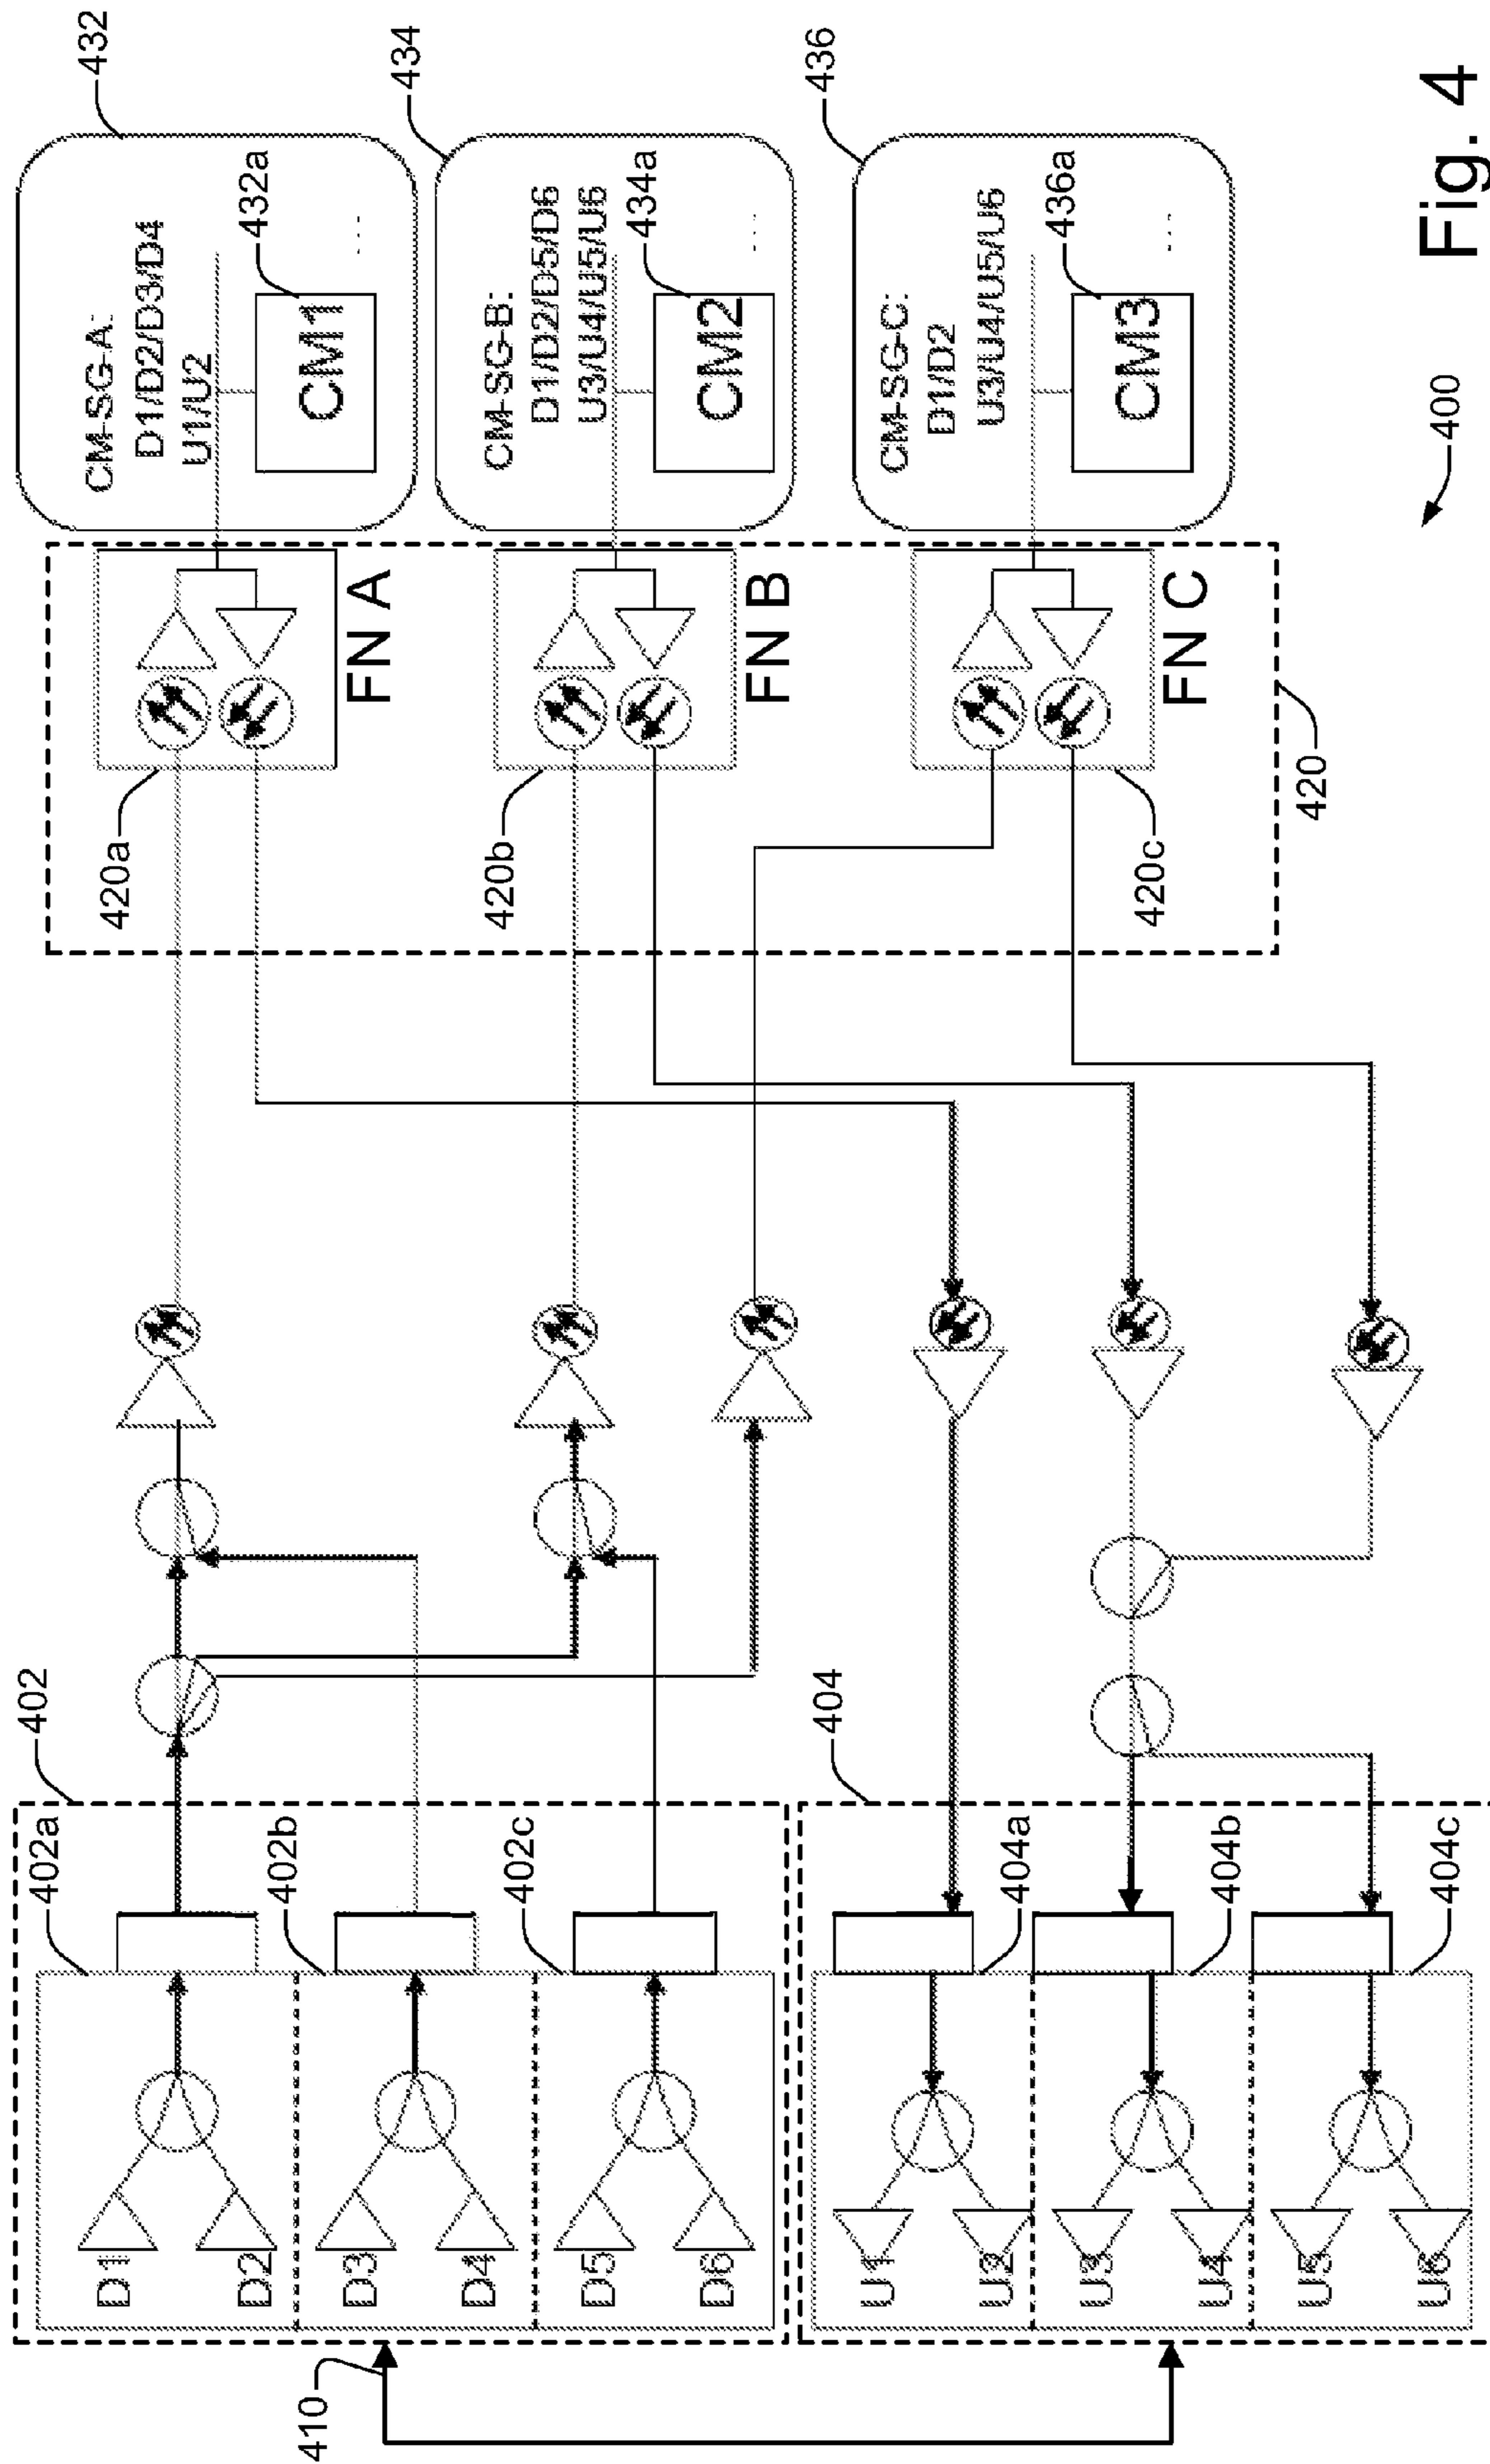 410
402
402a
D1
D2
402b
D3
D4
402c
D5
D6
404
404a
U1
U2
404b
U3
U4
404c
U5
U6
420a
FN A
420b
FN B
420c
FN C
420
432
CM-SG-A:
D1/D2/D3/D4
U1/U2
432a
CM1
...
434
CM-SG-B:
D1/D2/D5/D6
U3/U4/U5/U6
434a
CM2
...
436
CM-SG-C:
D1/D2
U3/U4/U5/U6
436a
CM3
...
400
Fig. 4